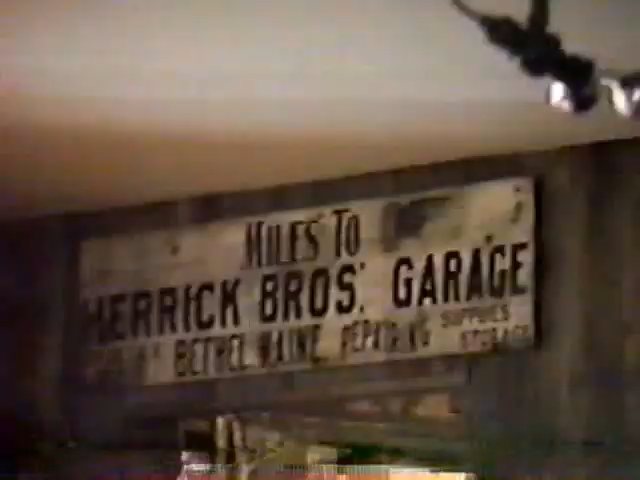 MILES TO
HERRICK BROS. GARAGE
BETHEL, MAINE. REPAIRING SUPPLIES STORAGE